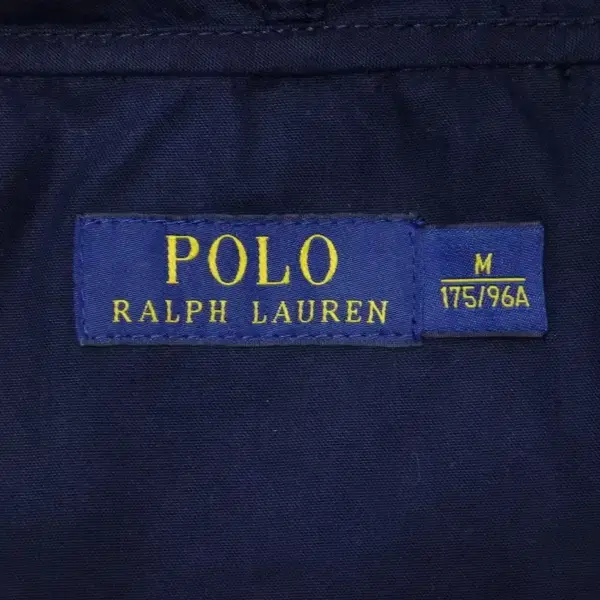 POLO
RALPH LAUREN
M
175/96A